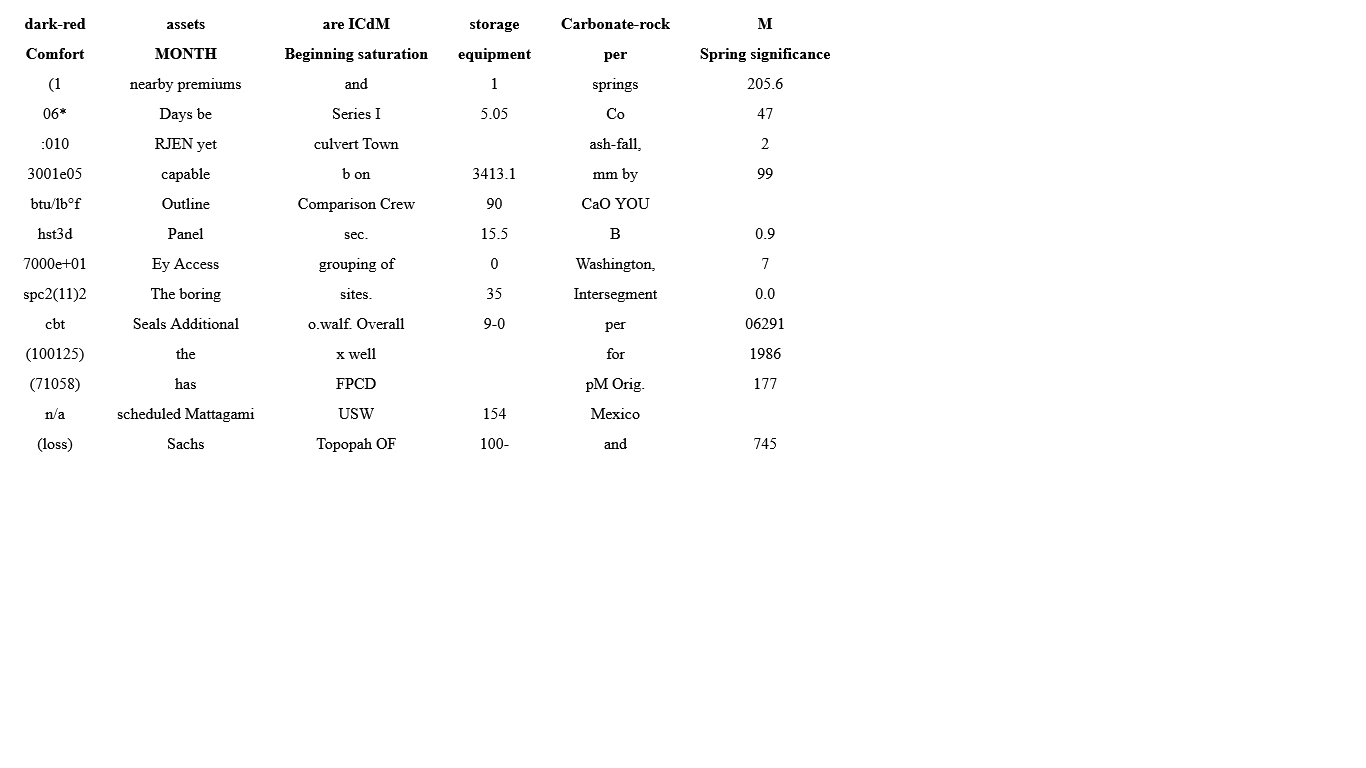 dark-red assets are ICdM storage Carbonate-rock M
Comfort MONTH Beginning saturation equipment per Spring significance
(1 nearby premiums and 1 springs 205.6
06* Days be Series I 5.05 Co 47
:010 RJEN yet culvert Town ash-fall, 2
3001e05 capable b on 3413.1 mm by 99
btu/lb°f Outline Comparison Crew 90 CaO YOU
hst3d Panel sec. 15.5 B 0.9
7000e+01 Ey Access grouping of 0 Washington, 7
spc2(11)2 The boring sites. 35 Intersegment 0.0
cbt Seals Additional o.walf. Overall 9-0 per 06291
(100125) the x well for 1986
(71058) has FPCD pM Orig. 177
n/a scheduled Mattagami USW 154 Mexico
(loss) Sachs Topopah OF 100- and 745